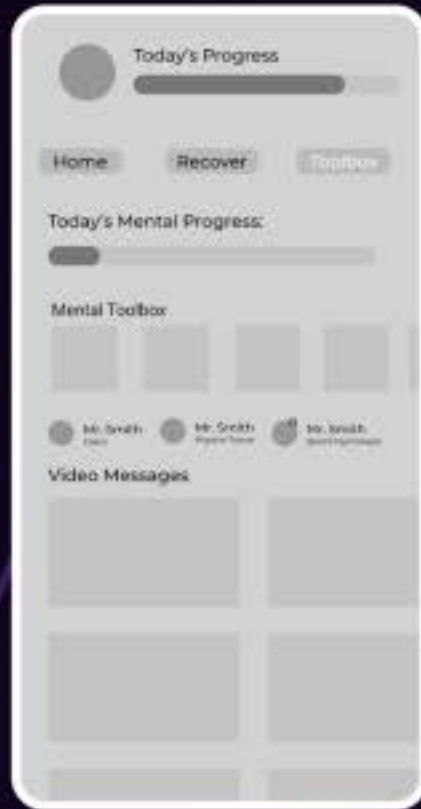 Today's Progress
Home Recover Toolbox
Today's Mental Progress:
Mental Toolbox
Mr. Smith Mr. Smith Mr. Smith
Video Messages